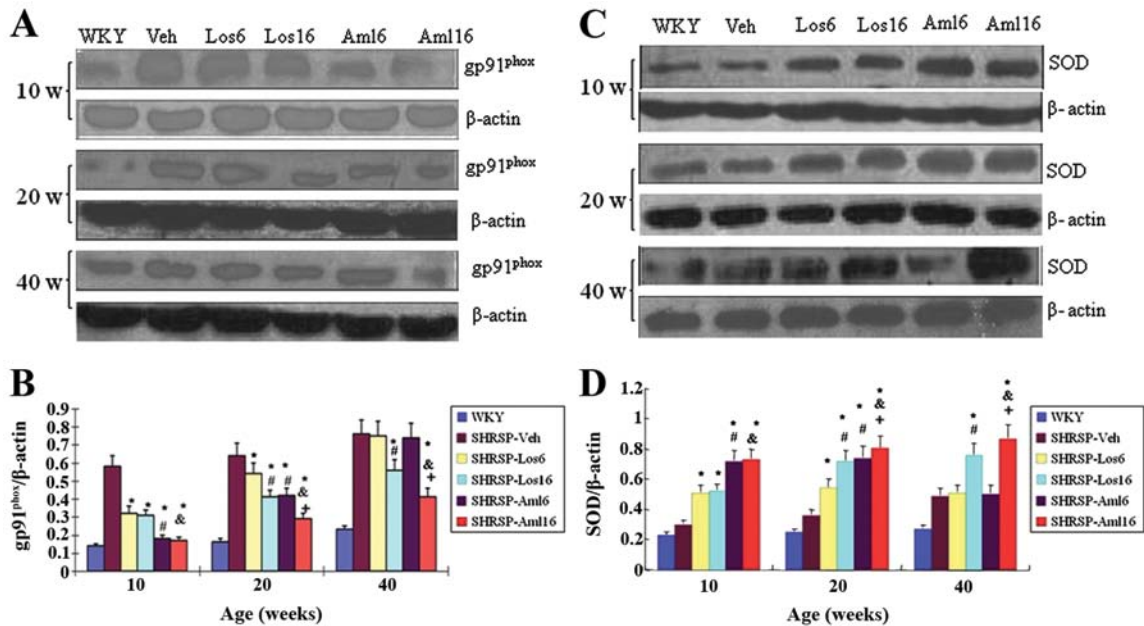 A
WKY Veh Los6 Los16 Aml6 Aml16
10 w
gp91phox
β-actin
20 w
gp91phox
β-actin
40 w
gp91phox
β-actin
B
gp91phox/β-actin
0.9
0.8
0.7
0.6
0.5
0.4
0.3
0.2
0.1
0
* * * # * &
* * # * # * & +
* # * & +
10 20 40
Age (weeks)
WKY
SHRSP-Veh
SHRSP-Los6
SHRSP-Los16
SHRSP-Aml6
SHRSP-Aml16
C
WKY Veh Los6 Los16 Aml6 Aml16
10 w
SOD
β- actin
20 w
SOD
β- actin
40 w
SOD
β- actin
D
SOD/β-actin
1.2
1
0.8
0.6
0.4
0.2
0
* * * # * &
* * # * # * & +
* # * & +
10 20 40
Age (weeks)
WKY
SHRSP-Veh
SHRSP-Los6
SHRSP-Los16
SHRSP-Aml6
SHRSP-Aml16